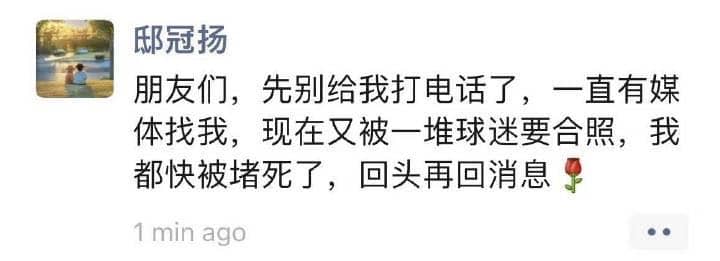 邸冠扬
朋友们，先别给我打电话了，一直有媒
体找我，现在又被一堆球迷要合照，我
都快被堵死了，回头再回消息🌹
1 min ago